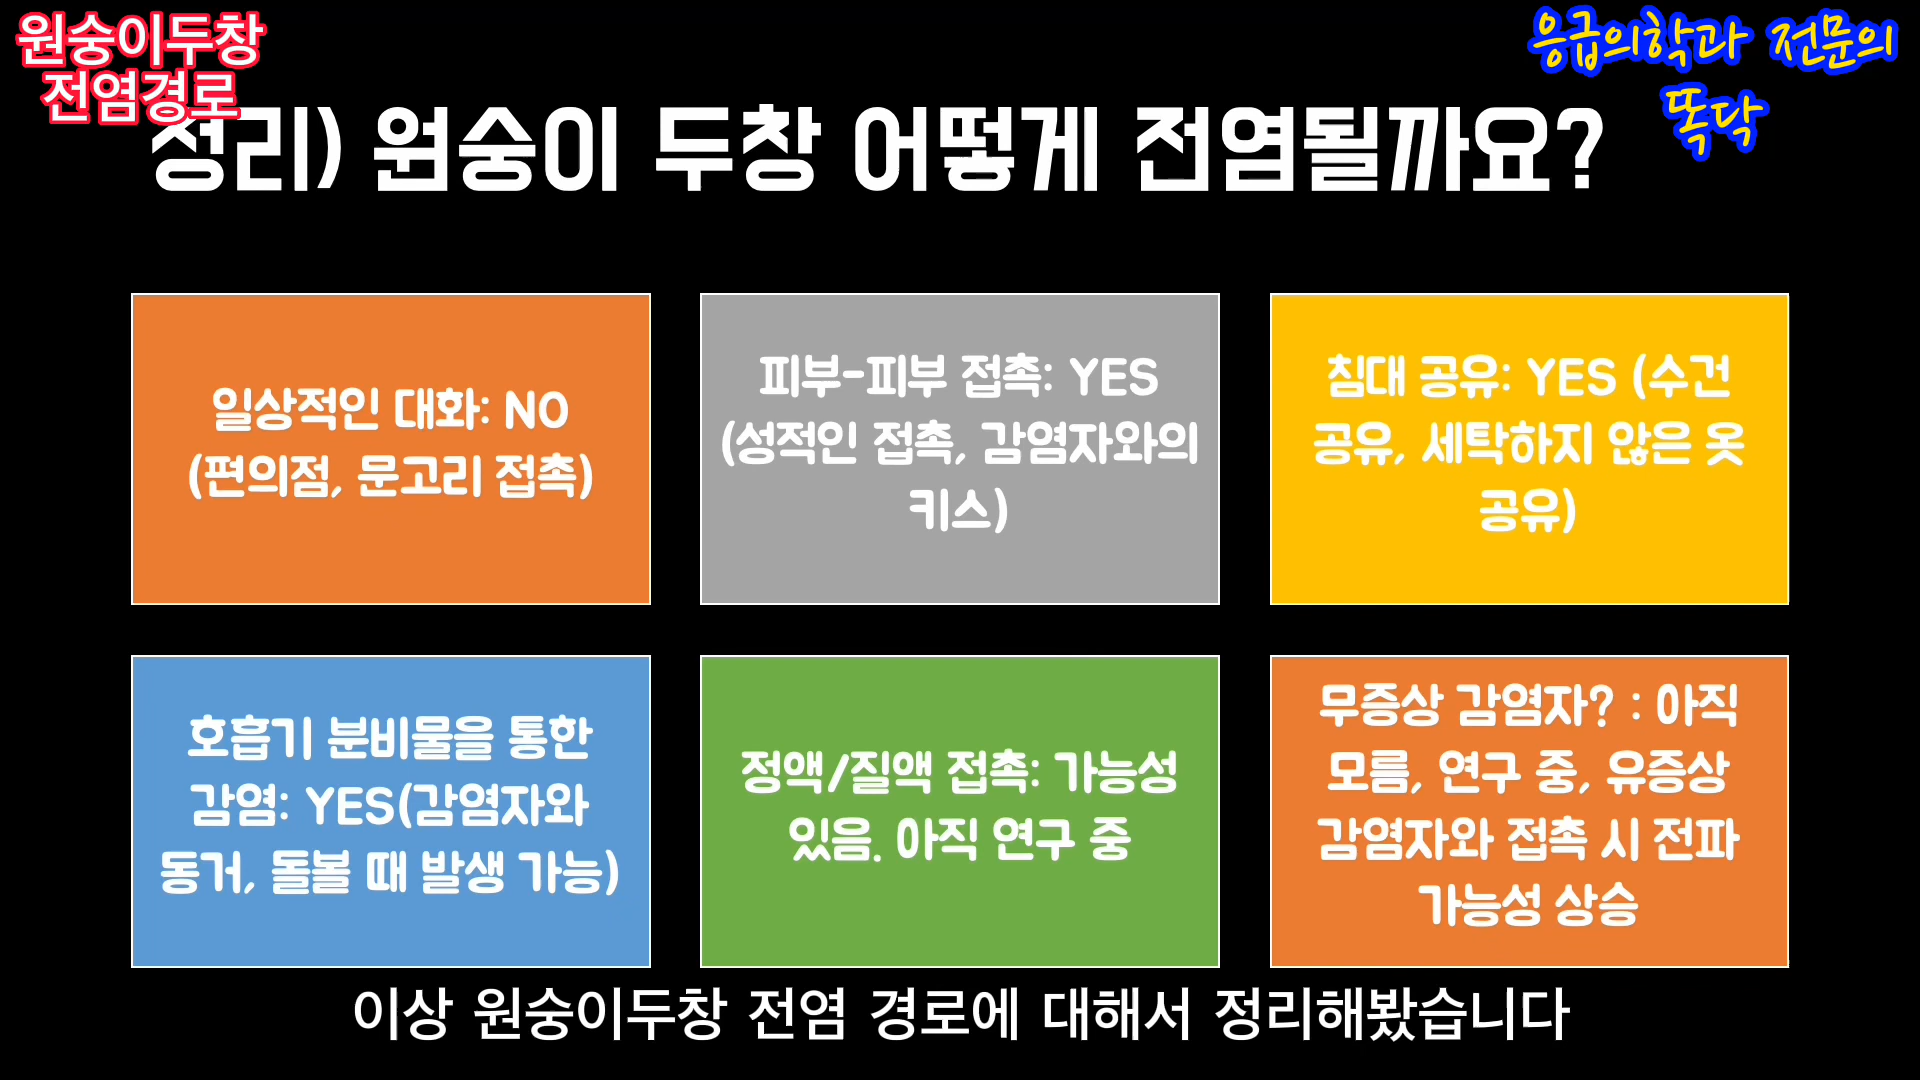 원숭이두창
전염경로
응급의학과 전문의
똑닥
정리) 원숭이 두창 어떻게 전염될까요?
일상적인 대화: NO
(편의점, 문고리 접촉)
피부-피부 접촉: YES
(성적인 접촉, 감염자와의
키스)
침대 공유: YES (수건
공유, 세탁하지 않은 옷
공유)
호흡기 분비물을 통한
감염: YES(감염자와
동거, 돌볼 때 발생 가능)
정액/질액 접촉: 가능성
있음. 아직 연구 중
무증상 감염자? : 아직
모름, 연구 중, 유증상
감염자와 접촉 시 전파
가능성 상승
이상 원숭이두창 전염 경로에 대해서 정리해봤습니다